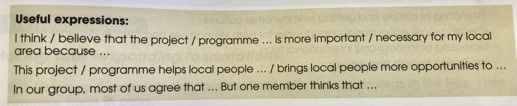 Useful expressions:
I think / believe that the project / programme ... is more important / necessary for my local
area because ...
This project / programme helps local people ... / brings local people more opportunities to ...
In our group, most of us agree that ... But one member thinks that ...